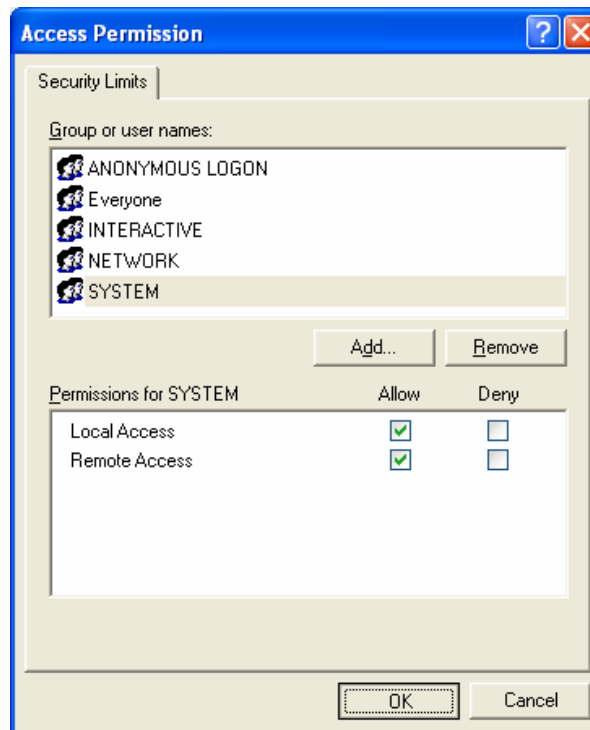 Access Permission
Security Limits
Group or user names:
ANONYMOUS LOGON
Everyone
INTERACTIVE
NETWORK
SYSTEM
Add... Remove
Permissions for SYSTEM Allow Deny
Local Access
Remote Access
OK Cancel